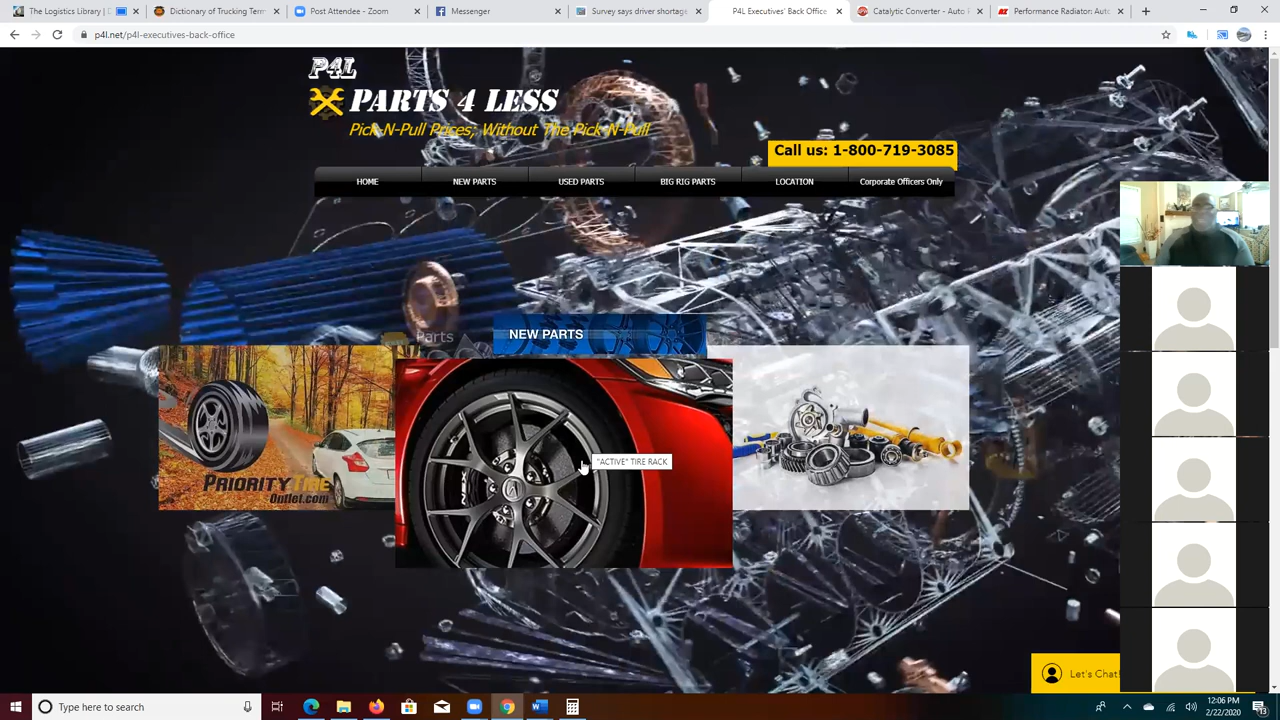 The Logistics Library | D
Dictionary of Trucking Term
Post Attendee - Zoom
Messenger
Survey says driver shortage
P4L Executives' Back Office
Catalytic Converter - Auto P
Performance Radiator: Auto
p4l.net/p4l-executives-back-office
P4L
PARTS 4 LESS
Pick-N-Pull Prices; Without The Pick N-Pull
Call us: 1-800-719-3085
HOME
NEW PARTS
USED PARTS
BIG RIG PARTS
LOCATION
Corporate Officers Only
Parts
NEW PARTS
PRIORITYTIRE
Outlet.com
"ACTIVE" TIRE RACK
Let's Chat!
Type here to search
12:06 PM
2/22/2020
13